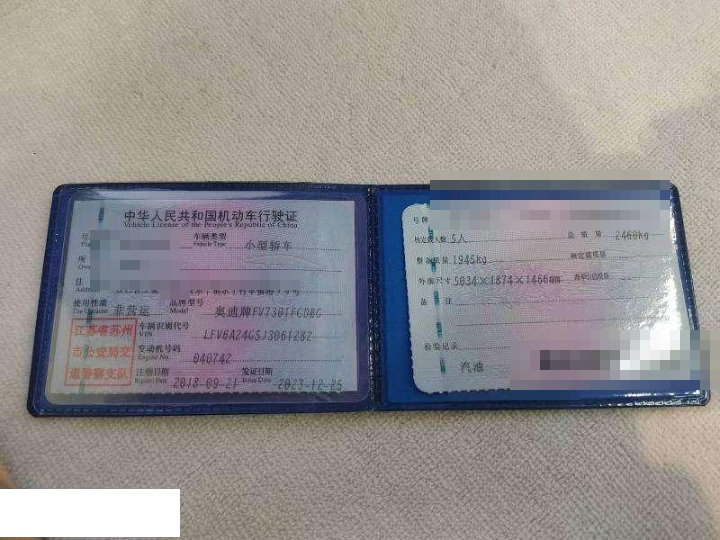 中华人民共和国机动车行驶证
Vehicle License of the People's Republic of China
车辆类型
Vehicle Type
小型轿车
使用性质
Use Character
非营运
品牌型号
Model
奥迪牌FV7301FCDBG
江苏省苏州
市公安局交
通警察支队
车辆识别代号
VIN
LFV6A24G5J3061282
发动机号码
Engine No.
040742
注册日期
Register Date
2018-09-21
发证日期
Issue Date
2023-12-25
号牌
核定载人数 5人
总质量 2460kg
整备质量 1945kg
核定载质量
外廓尺寸 5034×1874×1466mm
备注
检验记录
汽油